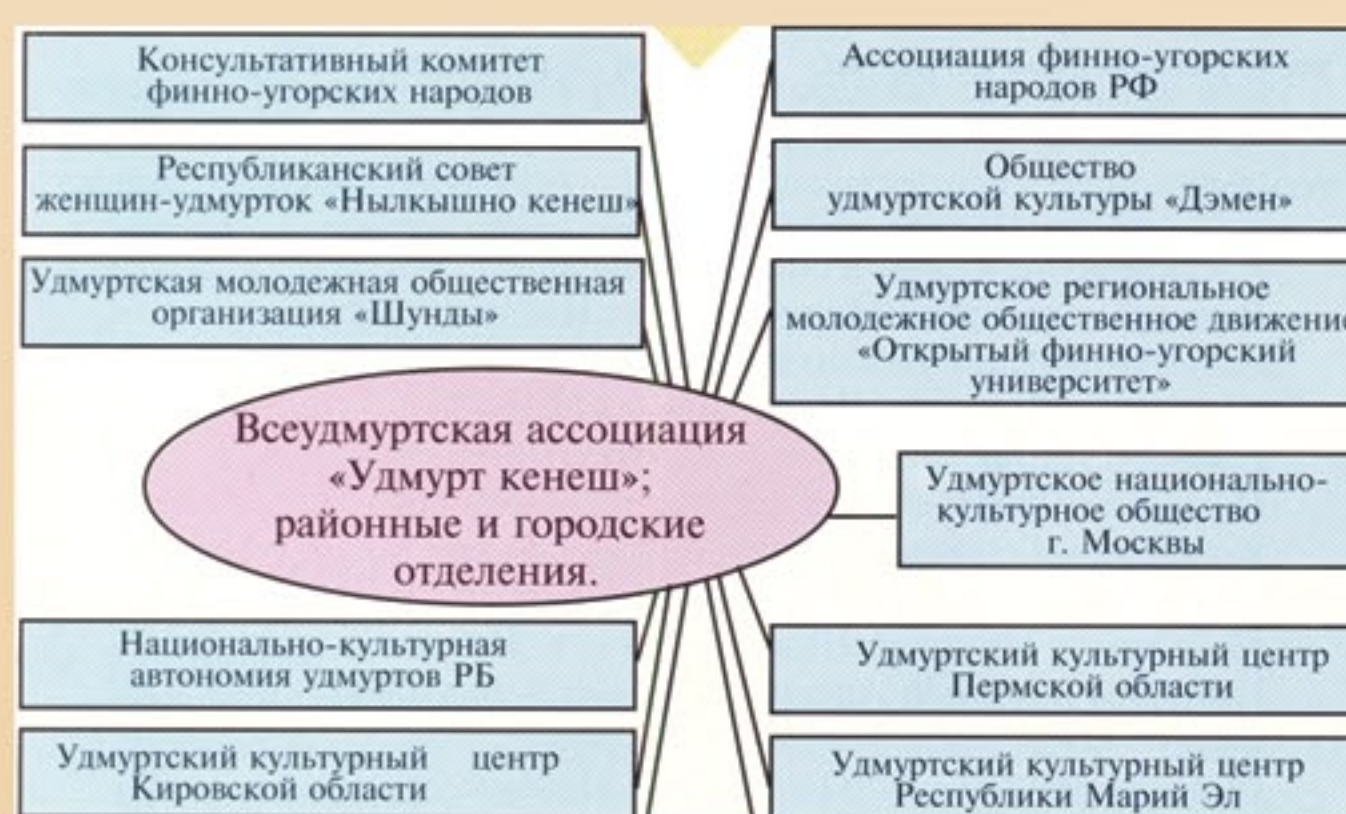 Консультативный комитет
финно-угорских народов
Ассоциация финно-угорских
народов РФ
Республиканский совет
женщин-удмурток «Нылкышно кенеш»
Общество
удмуртской культуры «Дэмен»
Удмуртская молодежная общественная
организация «Шунды»
Удмуртское региональное
молодежное общественное движение
«Открытый финно-угорский
университет»
Всеудмуртская ассоциация
«Удмурт кенеш»;
районные и городские
отделения.
Удмуртское национально-
культурное общество
г. Москвы
Национально-культурная
автономия удмуртов РБ
Удмуртский культурный центр
Пермской области
Удмуртский культурный центр
Кировской области
Удмуртский культурный центр
Республики Марий Эл